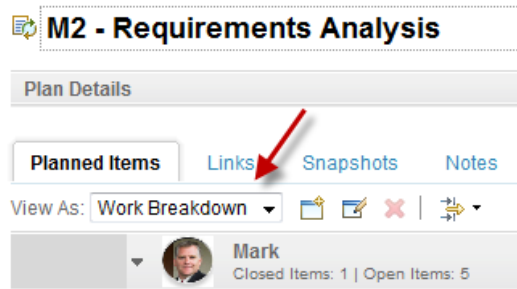 M2 - Requirements Analysis
Plan Details
Planned Items Links Snapshots Notes
View As: Work Breakdown
Mark
Closed Items: 1 | Open Items: 5